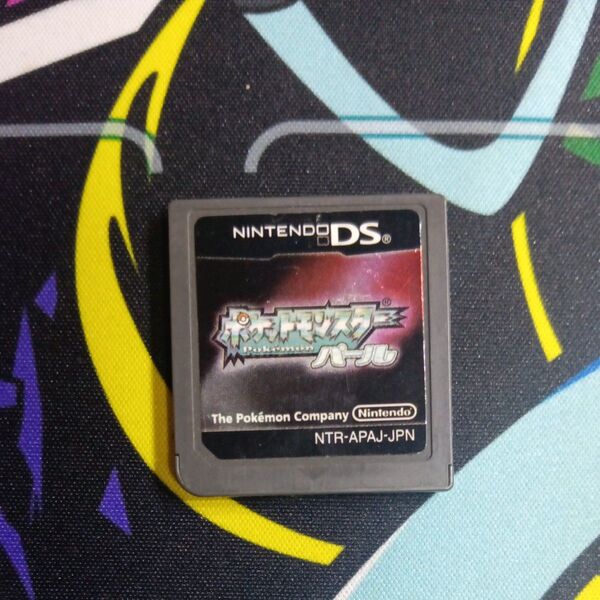 NINTENDO DS®
ポケットモンスター®
Pokémon
パール
The Pokémon Company Nintendo
NTR-APAJ-JPN